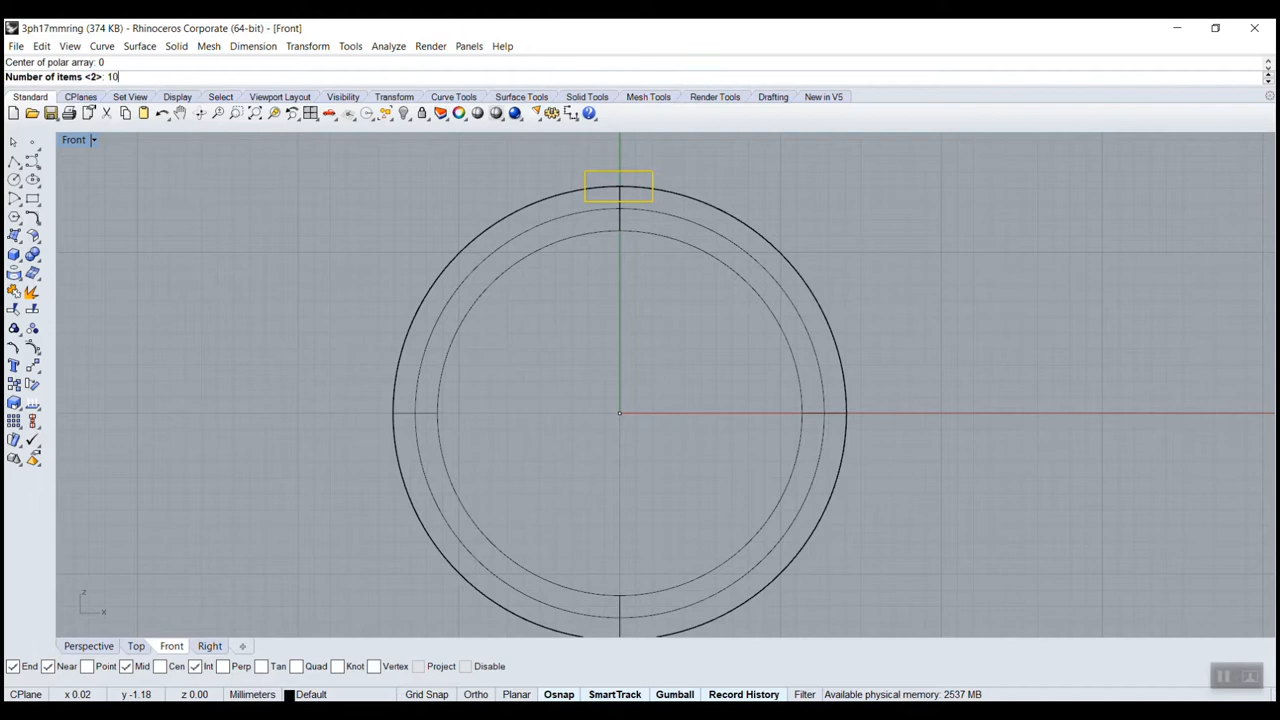 3ph17mmring (374 KB) - Rhinoceros Corporate (64-bit) - [Front]
File Edit View Curve Surface Solid Mesh Dimension Transform Tools Analyze Render Panels Help
Center of polar array: 0
Number of items <2>: 10
Standard CPlanes Set View Display Select Viewport Layout Visibility Transform Curve Tools Surface Tools Solid Tools Mesh Tools Render Tools Drafting New in V5
Front
z
x
Perspective Top Front Right
End Near Point Mid Cen Int Perp Tan Quad Knot Vertex Project Disable
CPlane x 0.02 y -1.18 z 0.00 Millimeters Default Grid Snap Ortho Planar Osnap SmartTrack Gumball Record History Filter Available physical memory: 2537 MB